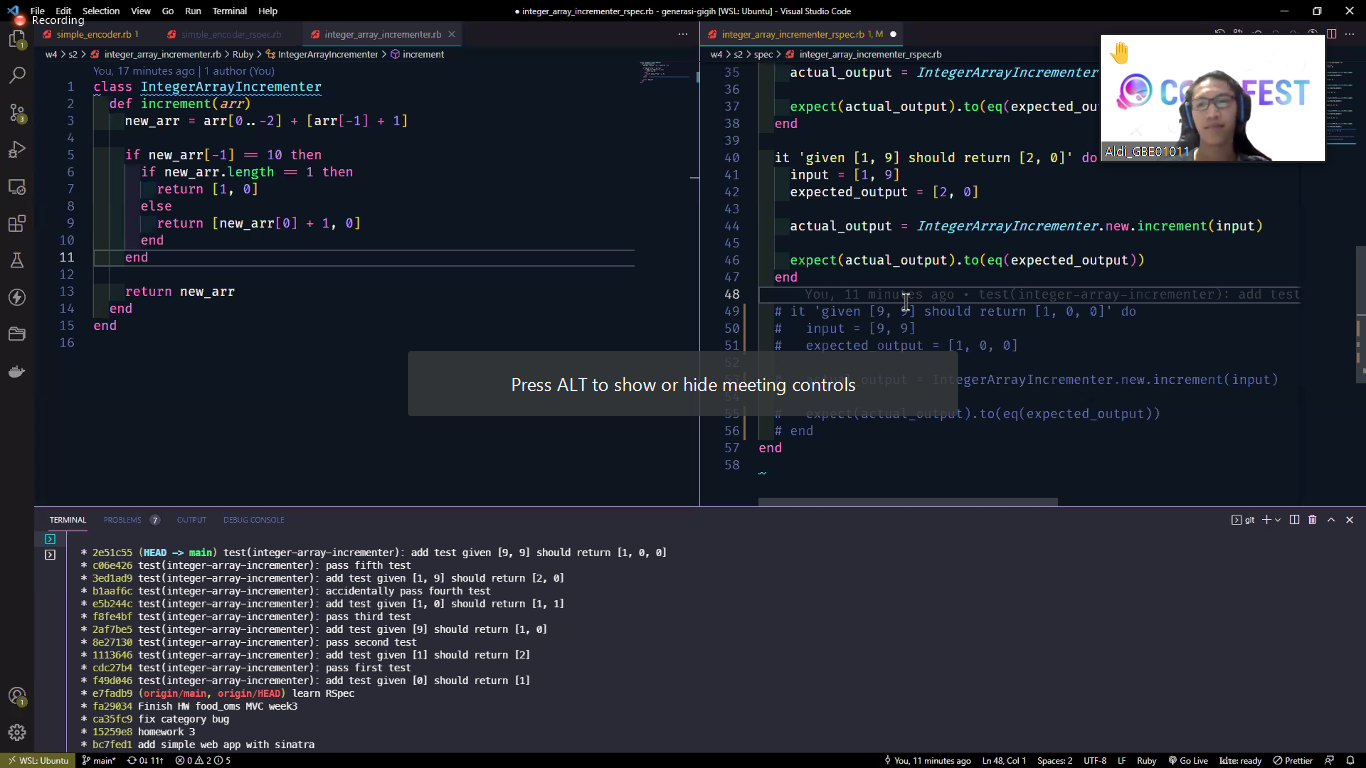 File Edit Selection View Go Run Terminal Help
● integer_array_incrementer_rspec.rb - generasi-gigih [WSL: Ubuntu] - Visual Studio Code
Recording
simple_encoder.rb 1
simple_encoder_rspec.rb
integer_array_incrementer.rb
w4 > s2 > integer_array_incrementer.rb > Ruby > IntegerArrayIncrementer > increment
You, 17 minutes ago | 1 author (You)
1 class IntegerArrayIncrementer
2 def increment(arr)
3 new_arr = arr[0..-2] + [arr[-1] + 1]
4
5 if new_arr[-1] == 10 then
6 if new_arr.length == 1 then
7 return [1, 0]
8 else
9 return [new_arr[0] + 1, 0]
10 end
11 end
12
13 return new_arr
14 end
15 end
16
integer_array_incrementer_rspec.rb 1, M ●
w4 > s2 > spec > integer_array_incrementer_rspec.rb
35 actual_output = IntegerArrayIncrementer
36
37 expect(actual_output).to(eq(expected_outp
38 end
40 it 'given [1, 9] should return [2, 0]' do
41 input = [1, 9]
42 expected_output = [2, 0]
43
44 actual_output = IntegerArrayIncrementer.new.increment(input)
45
46 expect(actual_output).to(eq(expected_output))
47 end
48 You, 11 minutes ago • test(integer-array-incrementer): add test
49 # it 'given [9, 9] should return [1, 0, 0]' do
50 # input = [9, 9]
51 # expected_output = [1, 0, 0]
IntegerArrayIncrementer.new.increment(input)
55 # expect(actual_output).to(eq(expected_output))
56 # end
57 end
58
Aldi_GBE01011
Press ALT to show or hide meeting controls
TERMINAL PROBLEMS 7 OUTPUT DEBUG CONSOLE
git
* 2e51c55 (HEAD -> main) test(integer-array-incrementer): add test given [9, 9] should return [1, 0, 0]
* c06e426 test(integer-array-incrementer): pass fifth test
* 3ed1ad9 test(integer-array-incrementer): add test given [1, 9] should return [2, 0]
* b1aaf6c test(integer-array-incrementer): accidentally pass fourth test
* e5b244c test(integer-array-incrementer): add test given [1, 0] should return [1, 1]
* f8fe4bf test(integer-array-incrementer): pass third test
* 2af7be5 test(integer-array-incrementer): add test given [9] should return [1, 0]
* 8e27130 test(integer-array-incrementer): pass second test
* 1113646 test(integer-array-incrementer): add test given [1] should return [2]
* cdc27b4 test(integer-array-incrementer): pass first test
* f49d046 test(integer-array-incrementer): add test given [0] should return [1]
* e7fadb9 (origin/main, origin/HEAD) learn RSpec
* fa29034 Finish HW food_oms MVC week3
* ca35fc9 fix category bug
* 15259e8 homework 3
* bc7fed1 add simple web app with sinatra
WSL: Ubuntu main* 0↓ 11↑ 0 2 5
You, 11 minutes ago Ln 48, Col 1 Spaces: 2 UTF-8 LF Ruby Go Live kite: ready Prettier